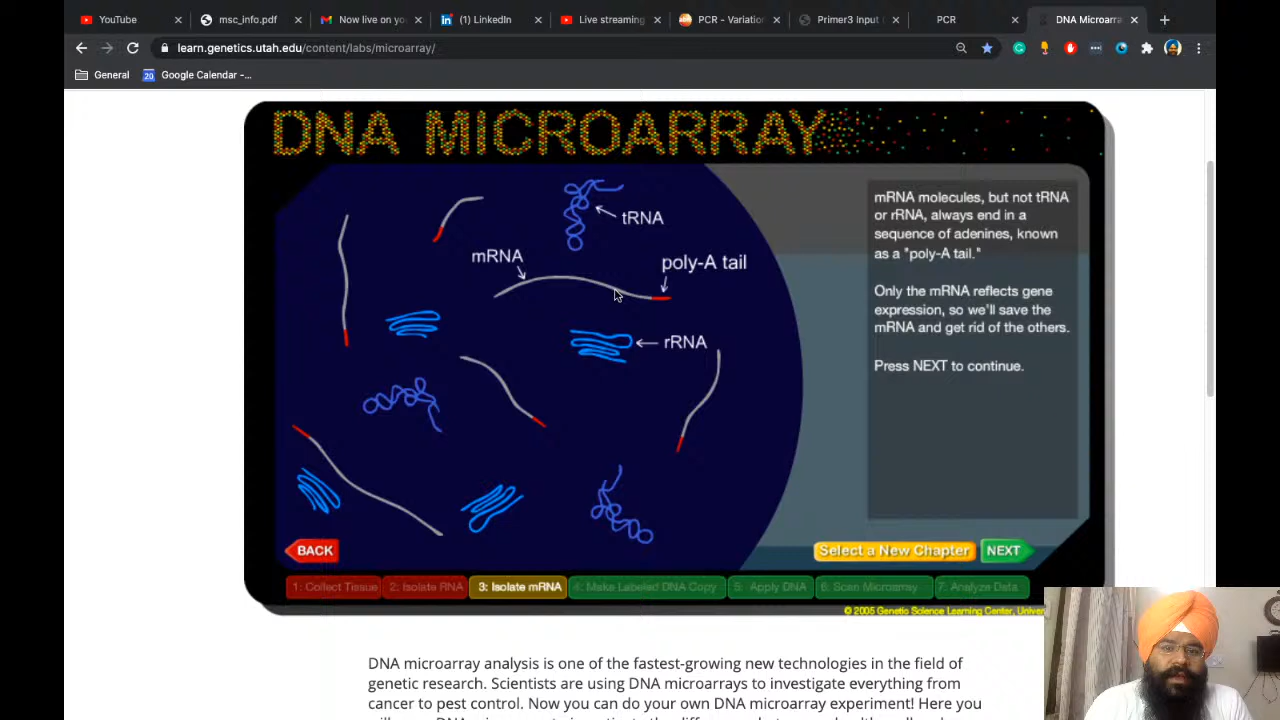 YouTube
msc_info.pdf
Now live on yo
(1) LinkedIn
Live streaming
PCR - Variation
Primer3 Input
PCR
DNA Microarra
learn.genetics.utah.edu/content/labs/microarray/
General
20
Google Calendar -...
DNA MICROARRAY
tRNA
mRNA
poly-A tail
rRNA
mRNA molecules, but not tRNA
or rRNA, always end in a
sequence of adenines, known
as a "poly-A tail."
Only the mRNA reflects gene
expression, so we'll save the
mRNA and get rid of the others.
Press NEXT to continue.
BACK
Select a New Chapter
NEXT
1: Collect Tissue
2: Isolate RNA
3: Isolate mRNA
4: Make Labeled DNA Copy
5: Apply DNA
6: Scan Microarray
7: Analyze Data
© 2005 Genetic Science Learning Center, Univer
DNA microarray analysis is one of the fastest-growing new technologies in the field of
genetic research. Scientists are using DNA microarrays to investigate everything from
cancer to pest control. Now you can do your own DNA microarray experiment! Here you